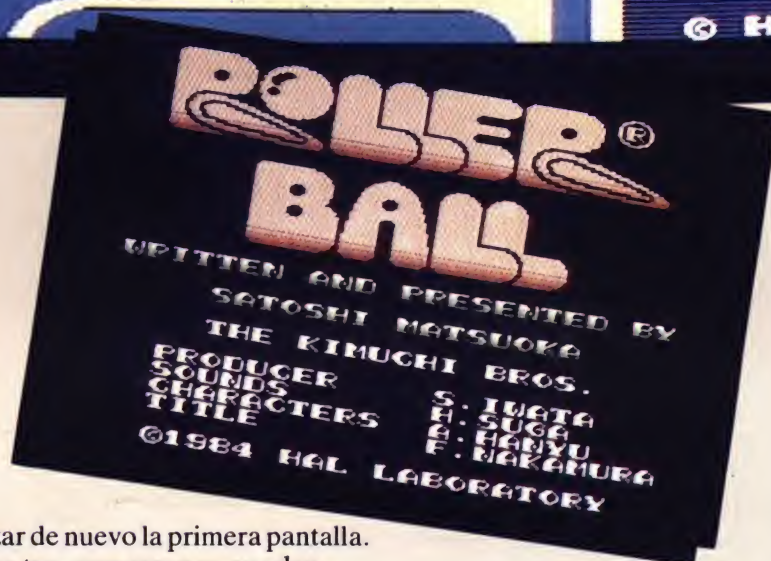 © H
ROLLER®
BALL
WRITTEN AND PRESENTED BY
SATOSHI MATSUOKA
THE KIMUCHI BROS.
PRODUCER S. IWATA
SOUNDS H. SUGA
CHARACTERS A. HANYU
TITLE F. NAKAMURA
©1984 HAL LABORATORY
ar de nuevo la primera pantalla.